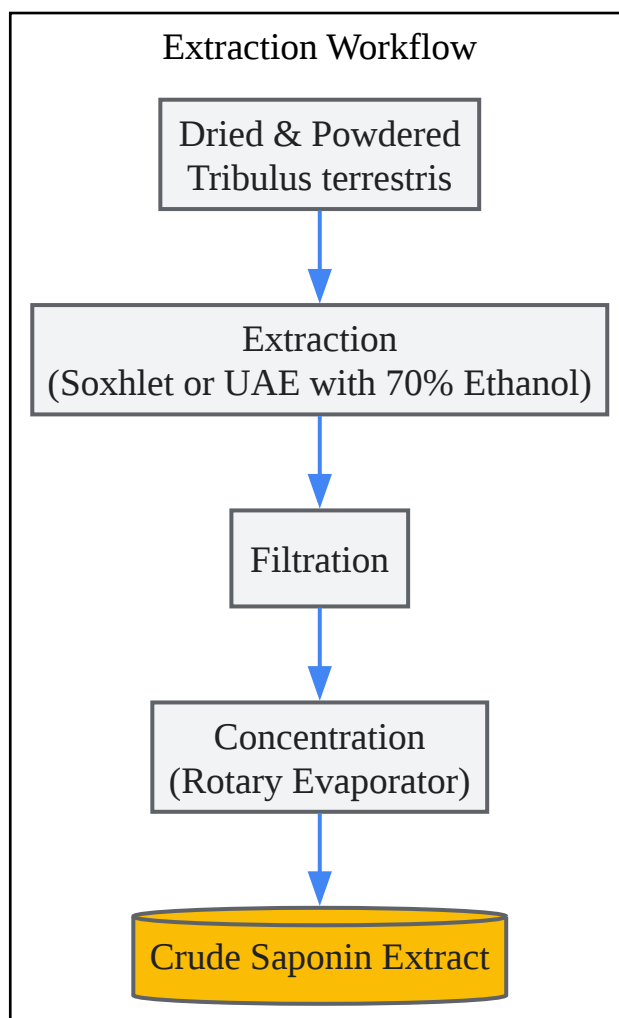 Extraction Workflow
Dried & Powdered
Tribulus terrestris
Extraction
(Soxhlet or UAE with 70% Ethanol)
Filtration
Concentration
(Rotary Evaporator)
Crude Saponin Extract